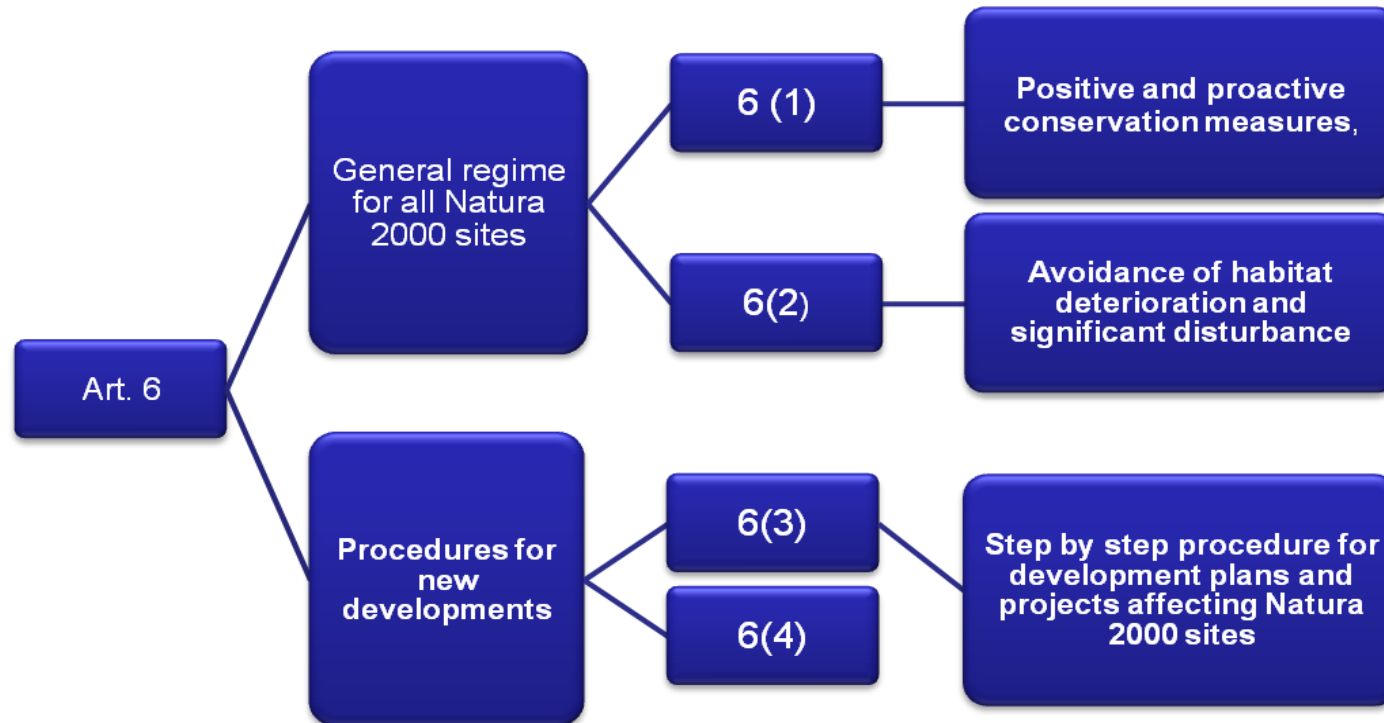 Art. 6
General regime
for all Natura
2000 sites
6 (1)
Positive and proactive
conservation measures,
6(2)
Avoidance of habitat
deterioration and
significant disturbance
Procedures for
new
developments
6(3)
6(4)
Step by step procedure for
development plans and
projects affecting Natura
2000 sites